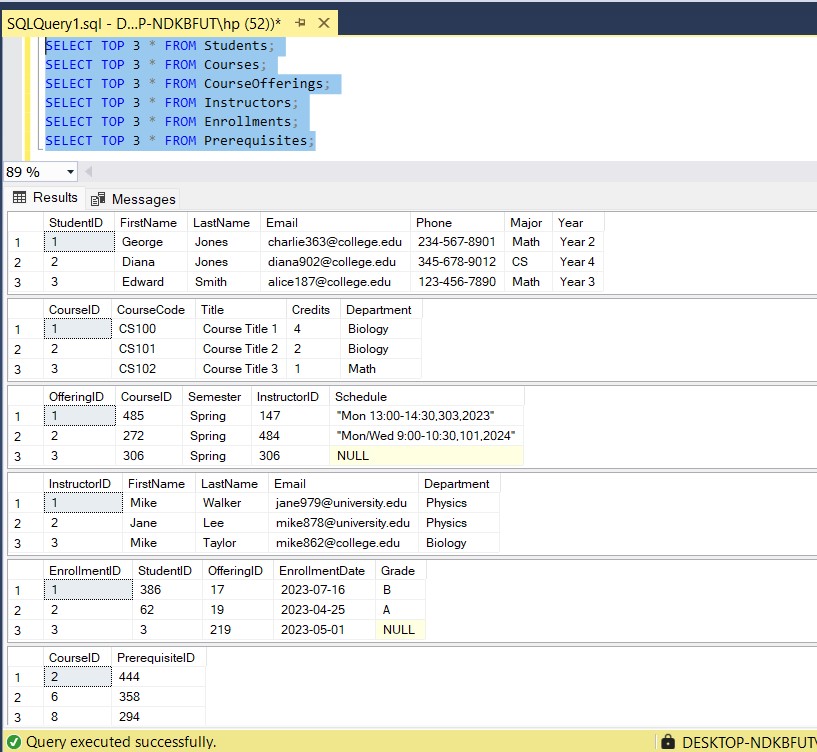 SQLQuery1.sql - D...P-NDKBFUT\hp (52))*
SELECT TOP 3 * FROM Students;
SELECT TOP 3 * FROM Courses;
SELECT TOP 3 * FROM CourseOfferings;
SELECT TOP 3 * FROM Instructors;
SELECT TOP 3 * FROM Enrollments;
SELECT TOP 3 * FROM Prerequisites;
89 %
Results Messages
StudentID FirstName LastName Email Phone Major Year
1 1 George Jones charlie363@college.edu 234-567-8901 Math Year 2
2 2 Diana Jones diana902@college.edu 345-678-9012 CS Year 4
3 3 Edward Smith alice187@college.edu 123-456-7890 Math Year 3
CourseID CourseCode Title Credits Department
1 1 CS100 Course Title 1 4 Biology
2 2 CS101 Course Title 2 2 Biology
3 3 CS102 Course Title 3 1 Math
OfferingID CourseID Semester InstructorID Schedule
1 1 485 Spring 147 "Mon 13:00-14:30,303,2023"
2 2 272 Spring 484 "Mon/Wed 9:00-10:30,101,2024"
3 3 306 Spring 306 NULL
InstructorID FirstName LastName Email Department
1 1 Mike Walker jane979@university.edu Physics
2 2 Jane Lee mike878@university.edu Physics
3 3 Mike Taylor mike862@college.edu Biology
EnrollmentID StudentID OfferingID EnrollmentDate Grade
1 1 386 17 2023-07-16 B
2 2 62 19 2023-04-25 A
3 3 3 219 2023-05-01 NULL
CourseID PrerequisiteID
1 2 444
2 6 358
3 8 294
Query executed successfully. DESKTOP-NDKBFUT\